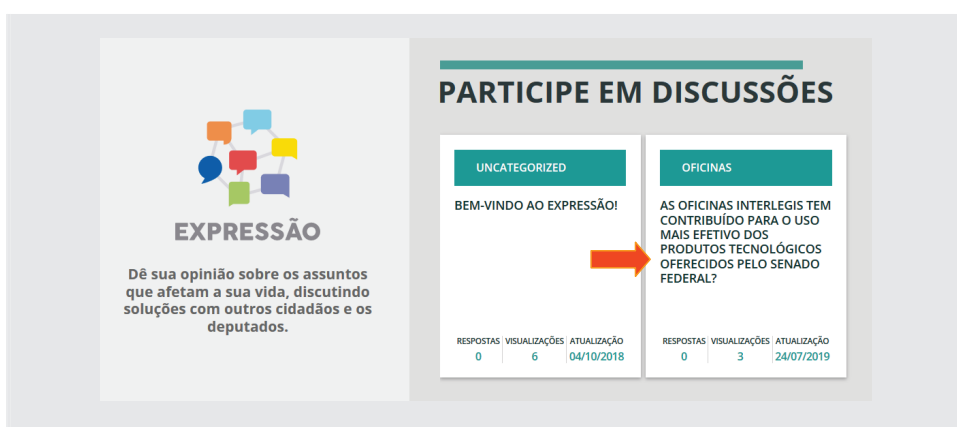 EXPRESSÃO
Dê sua opinião sobre os assuntos
que afetam a sua vida, discutindo
soluções com outros cidadãos e os
deputados.
PARTICIPE EM DISCUSSÕES
UNCATEGORIZED
BEM-VINDO AO EXPRESSÃO!
RESPOSTAS VISUALIZAÇÕES ATUALIZAÇÃO
0 6 04/10/2018
OFICINAS
AS OFICINAS INTERLEGIS TEM
CONTRIBUÍDO PARA O USO
MAIS EFETIVO DOS
PRODUTOS TECNOLÓGICOS
OFERECIDOS PELO SENADO
FEDERAL?
RESPOSTAS VISUALIZAÇÕES ATUALIZAÇÃO
0 3 24/07/2019